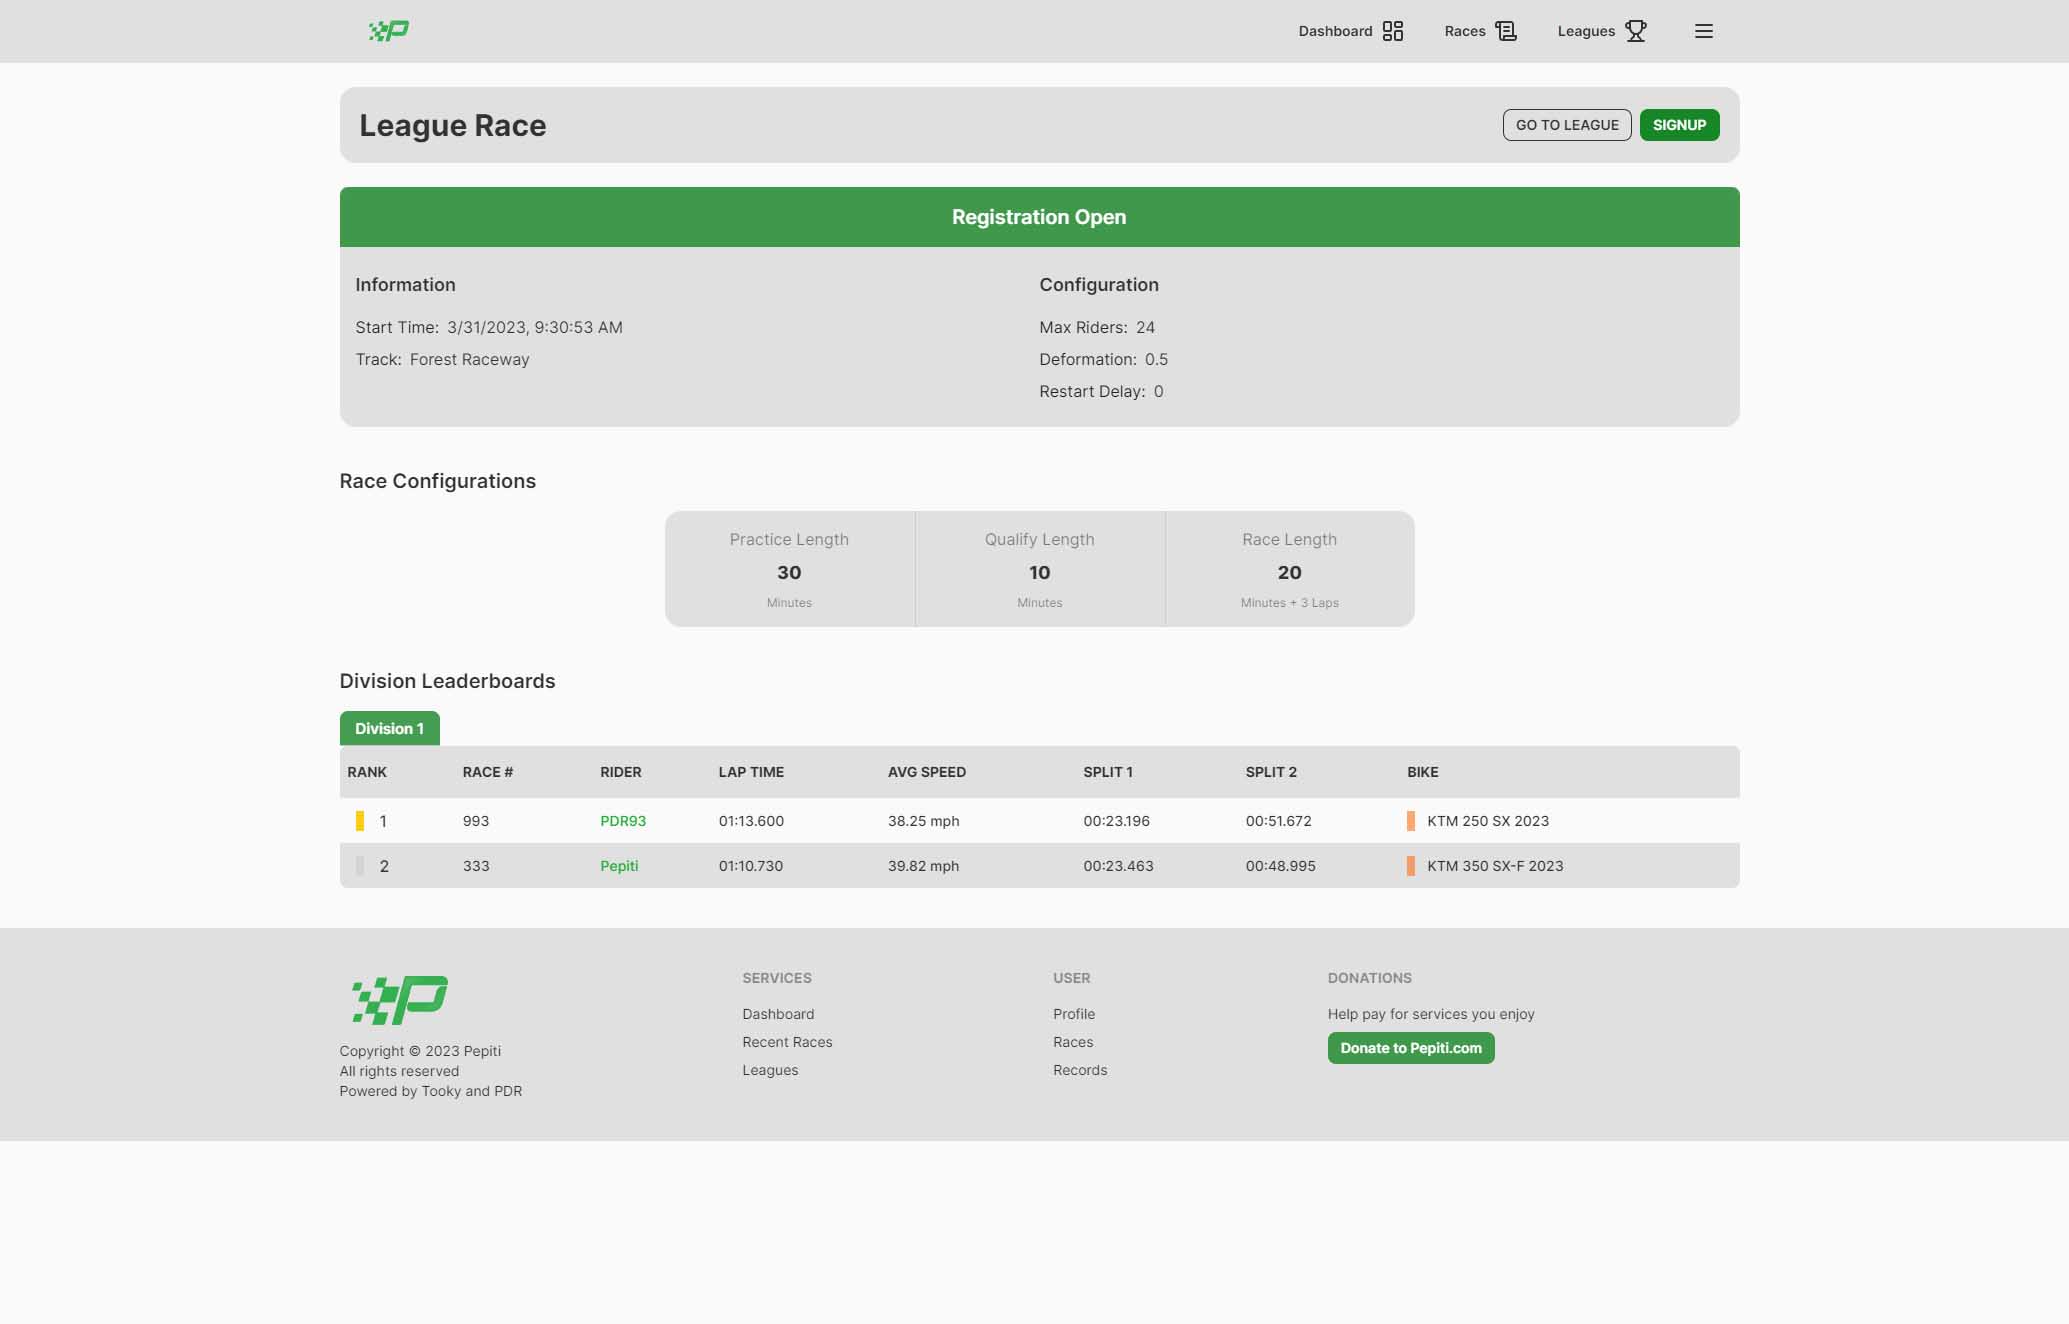 Dashboard Races Leagues
League Race
GO TO LEAGUE SIGNUP
Registration Open
Information
Start Time: 3/31/2023, 9:30:53 AM
Track: Forest Raceway
Configuration
Max Riders: 24
Deformation: 0.5
Restart Delay: 0
Race Configurations
Practice Length
30
Minutes
Qualify Length
10
Minutes
Race Length
20
Minutes + 3 Laps
Division Leaderboards
Division 1
RANK RACE # RIDER LAP TIME AVG SPEED SPLIT 1 SPLIT 2 BIKE
1 993 PDR93 01:13.600 38.25 mph 00:23.196 00:51.672 KTM 250 SX 2023
2 333 Pepiti 01:10.730 39.82 mph 00:23.463 00:48.995 KTM 350 SX-F 2023
P
Copyright © 2023 Pepiti
All rights reserved
Powered by Tooky and PDR
SERVICES
Dashboard
Recent Races
Leagues
USER
Profile
Races
Records
DONATIONS
Help pay for services you enjoy
Donate to Pepiti.com